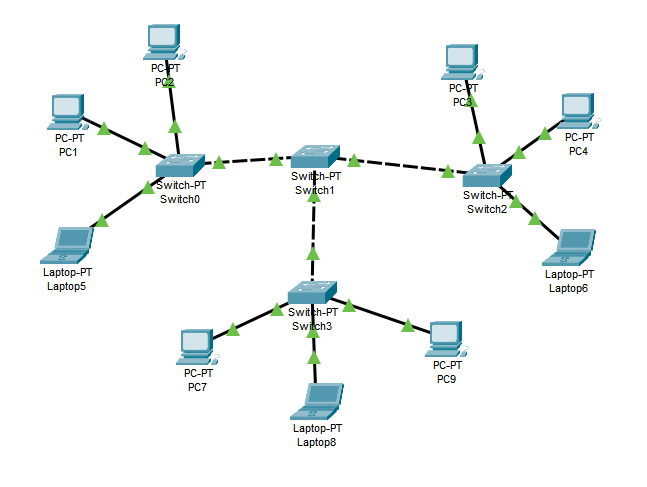 PC-PT
PC2
PC-PT
PC3
PC-PT
PC1
PC-PT
PC4
Switch-PT
Switch1
Switch-PT
Switch0
Switch-PT
Switch2
Laptop-PT
Laptop5
Laptop-PT
Laptop6
Switch-PT
Switch3
PC-PT
PC7
PC-PT
PC9
Laptop-PT
Laptop8